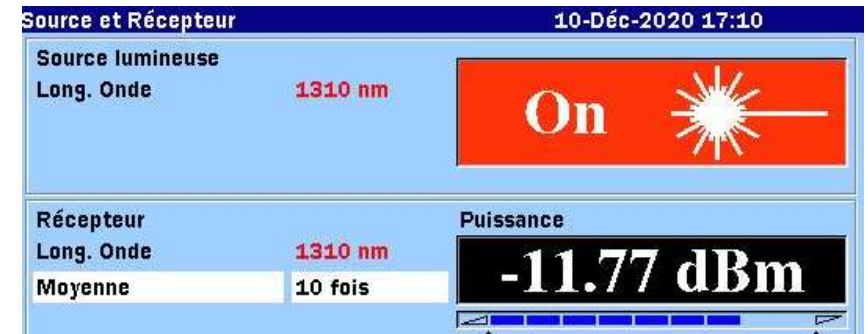 Source et Récepteur 10-Déc-2020 17:10
Source lumineuse
Long. Onde 1310 nm
On
Récepteur Puissance
Long. Onde 1310 nm
-11.77 dBm
Moyenne 10 fois